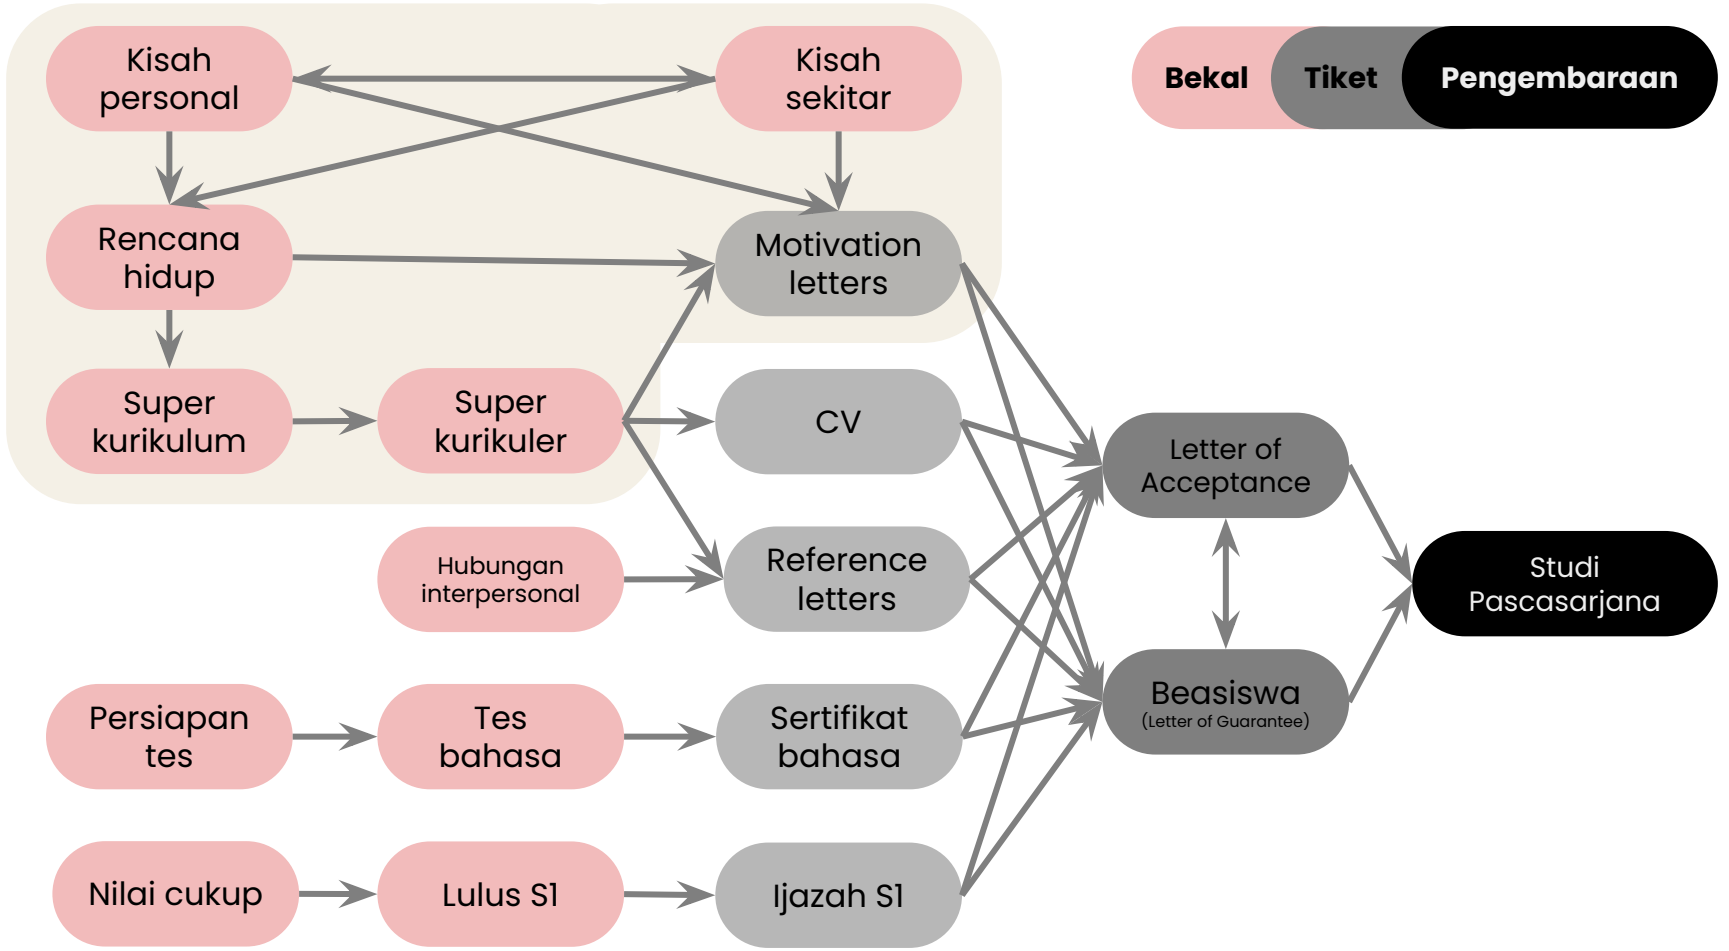 Kisah
personal
Kisah
sekitar
Bekal
Tiket
Pengembaraan
Rencana
hidup
Motivation
letters
Super
kurikulum
Super
kurikuler
CV
Letter of
Acceptance
Hubungan
interpersonal
Reference
letters
Studi
Pascasarjana
Persiapan
tes
Tes
bahasa
Sertifikat
bahasa
Beasiswa
(Letter of Guarantee)
Nilai cukup
Lulus S1
Ijazah S1